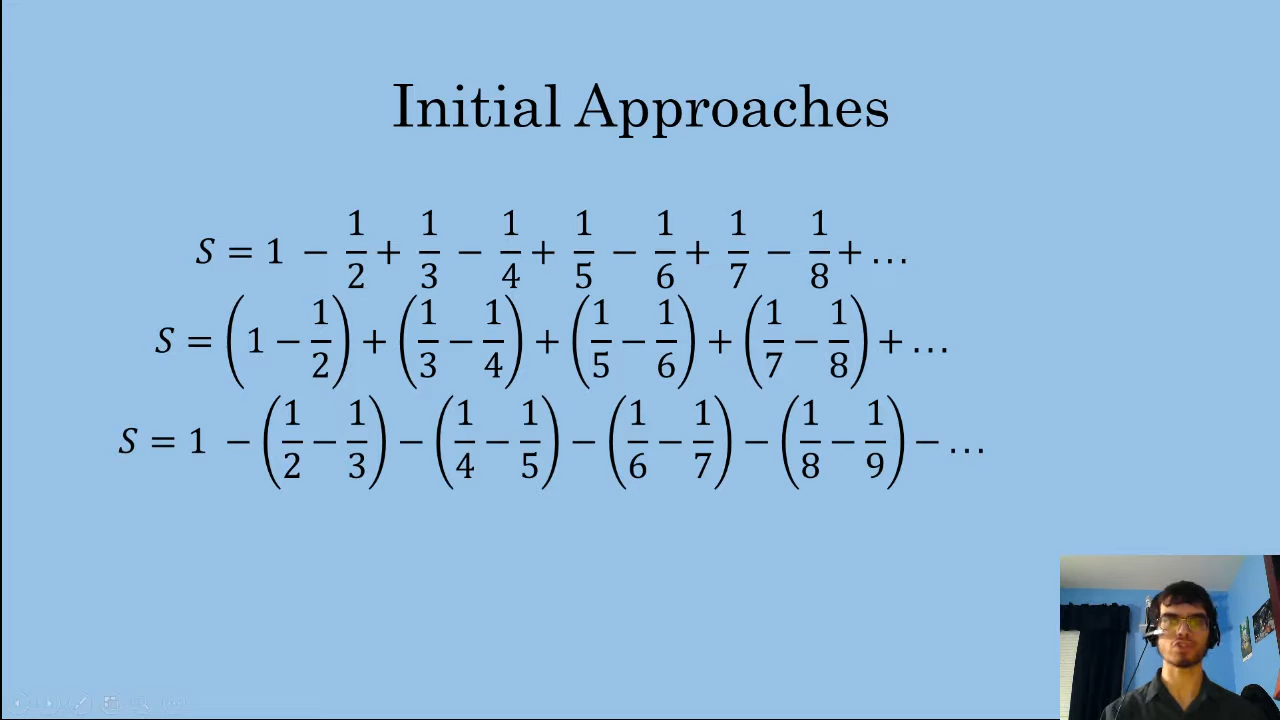 Initial Approaches
S = 1 − 1/2 + 1/3 − 1/4 + 1/5 − 1/6 + 1/7 − 1/8 + …
S = (1 − 1/2) + (1/3 − 1/4) + (1/5 − 1/6) + (1/7 − 1/8) + …
S = 1 − (1/2 − 1/3) − (1/4 − 1/5) − (1/6 − 1/7) − (1/8 − 1/9) − …